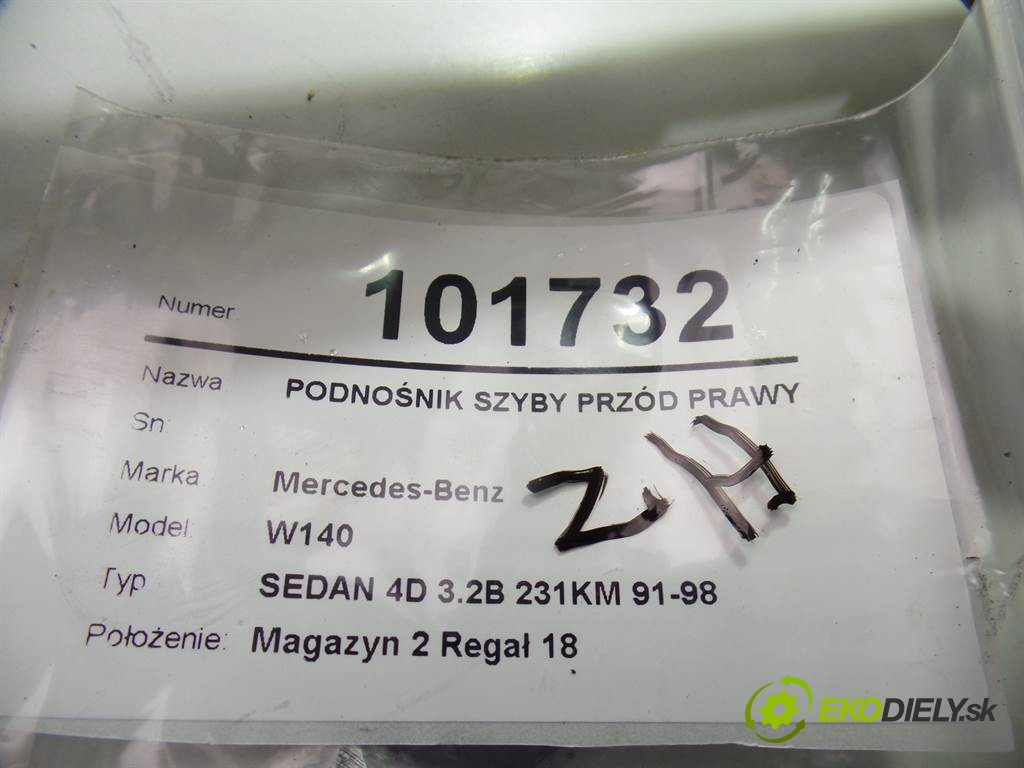 Numer 101732
Nazwa PODNOŚNIK SZYBY PRZÓD PRAWY
Sn:
Marka Mercedes-Benz
Model: W140
Typ SEDAN 4D 3.2B 231KM 91-98
Położenie: Magazyn 2 Regał 18
ZH
EKODIELY.sk